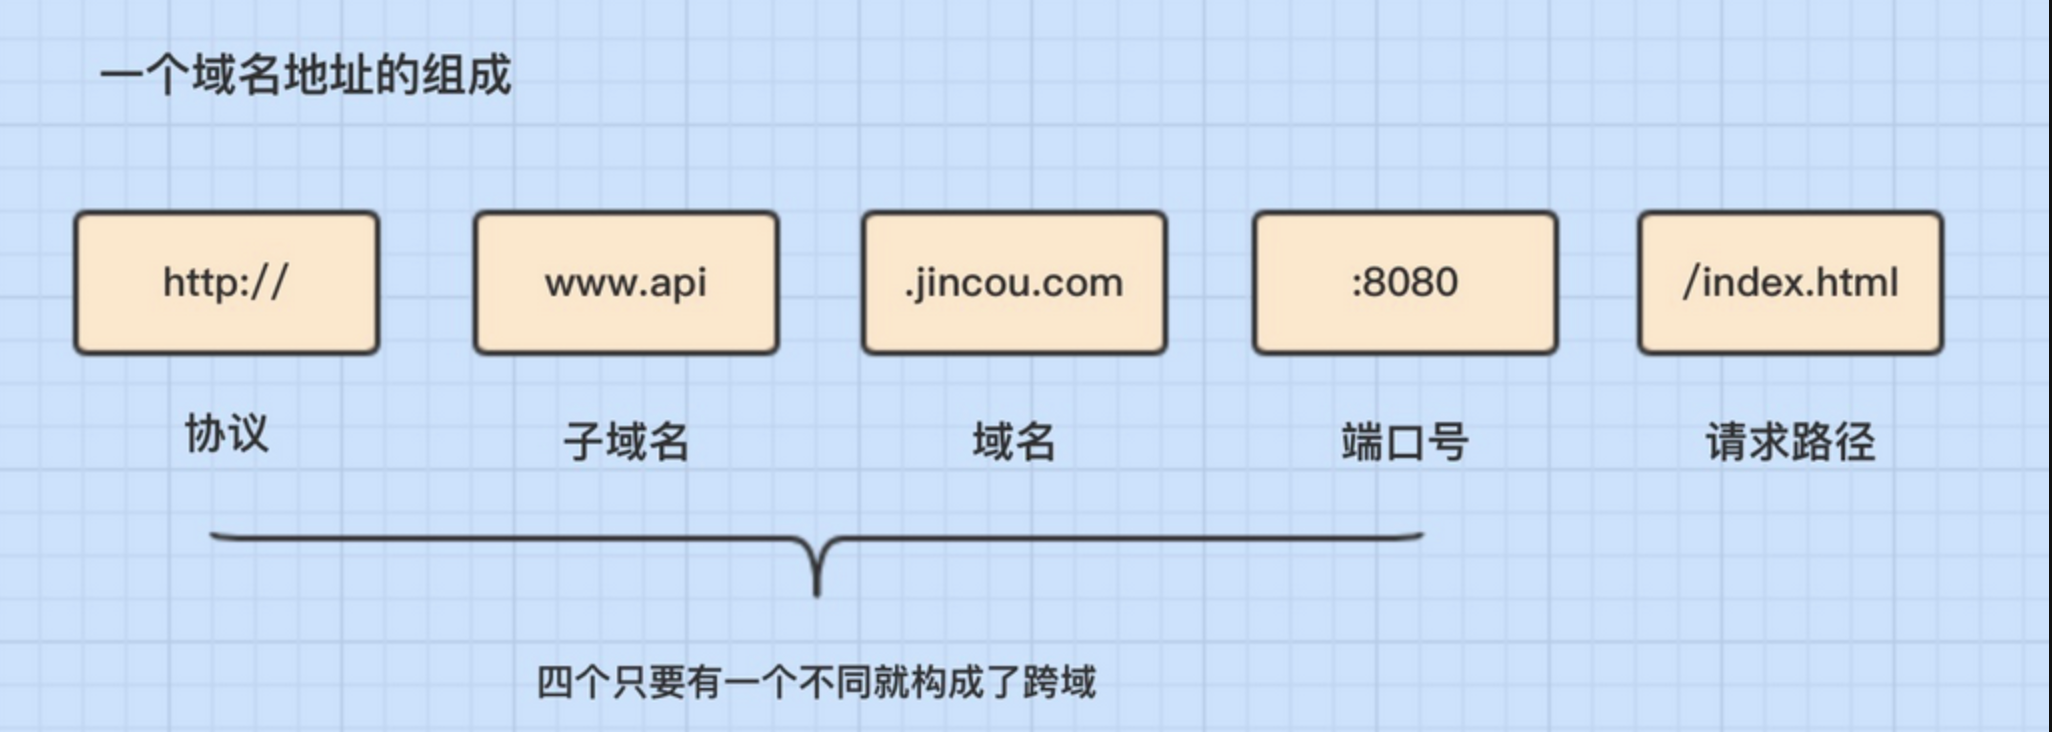 一个域名地址的组成
http://
www.api
.jincou.com
:8080
/index.html
协议
子域名
域名
端口号
请求路径
四个只要有一个不同就构成了跨域